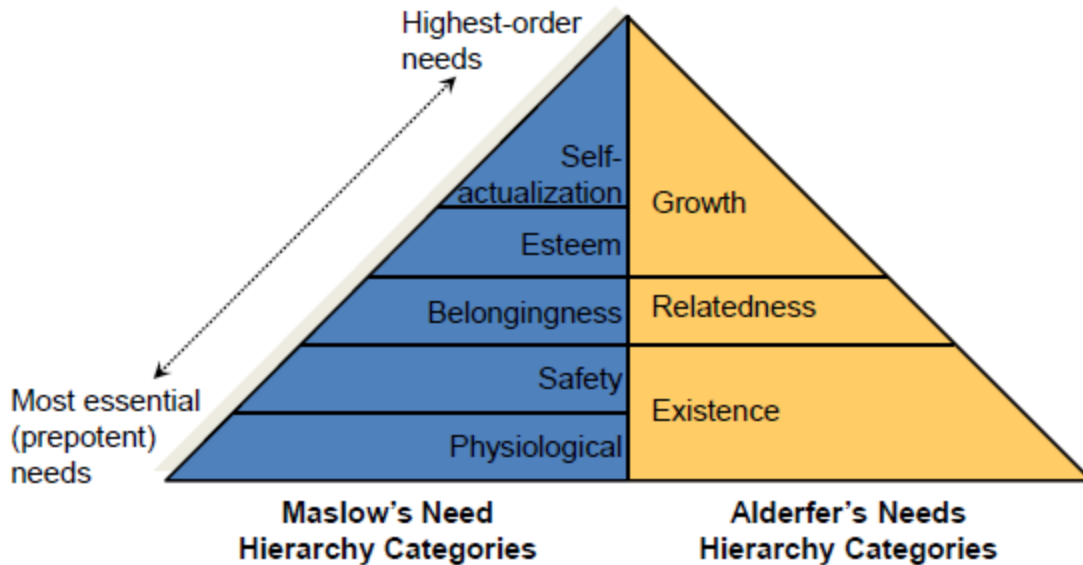 Highest-order
needs
Self-
actualization
Growth
Esteem
Belongingness
Relatedness
Safety
Existence
Most essential
(prepotent)
needs
Physiological
Maslow's Need
Hierarchy Categories
Alderfer's Needs
Hierarchy Categories